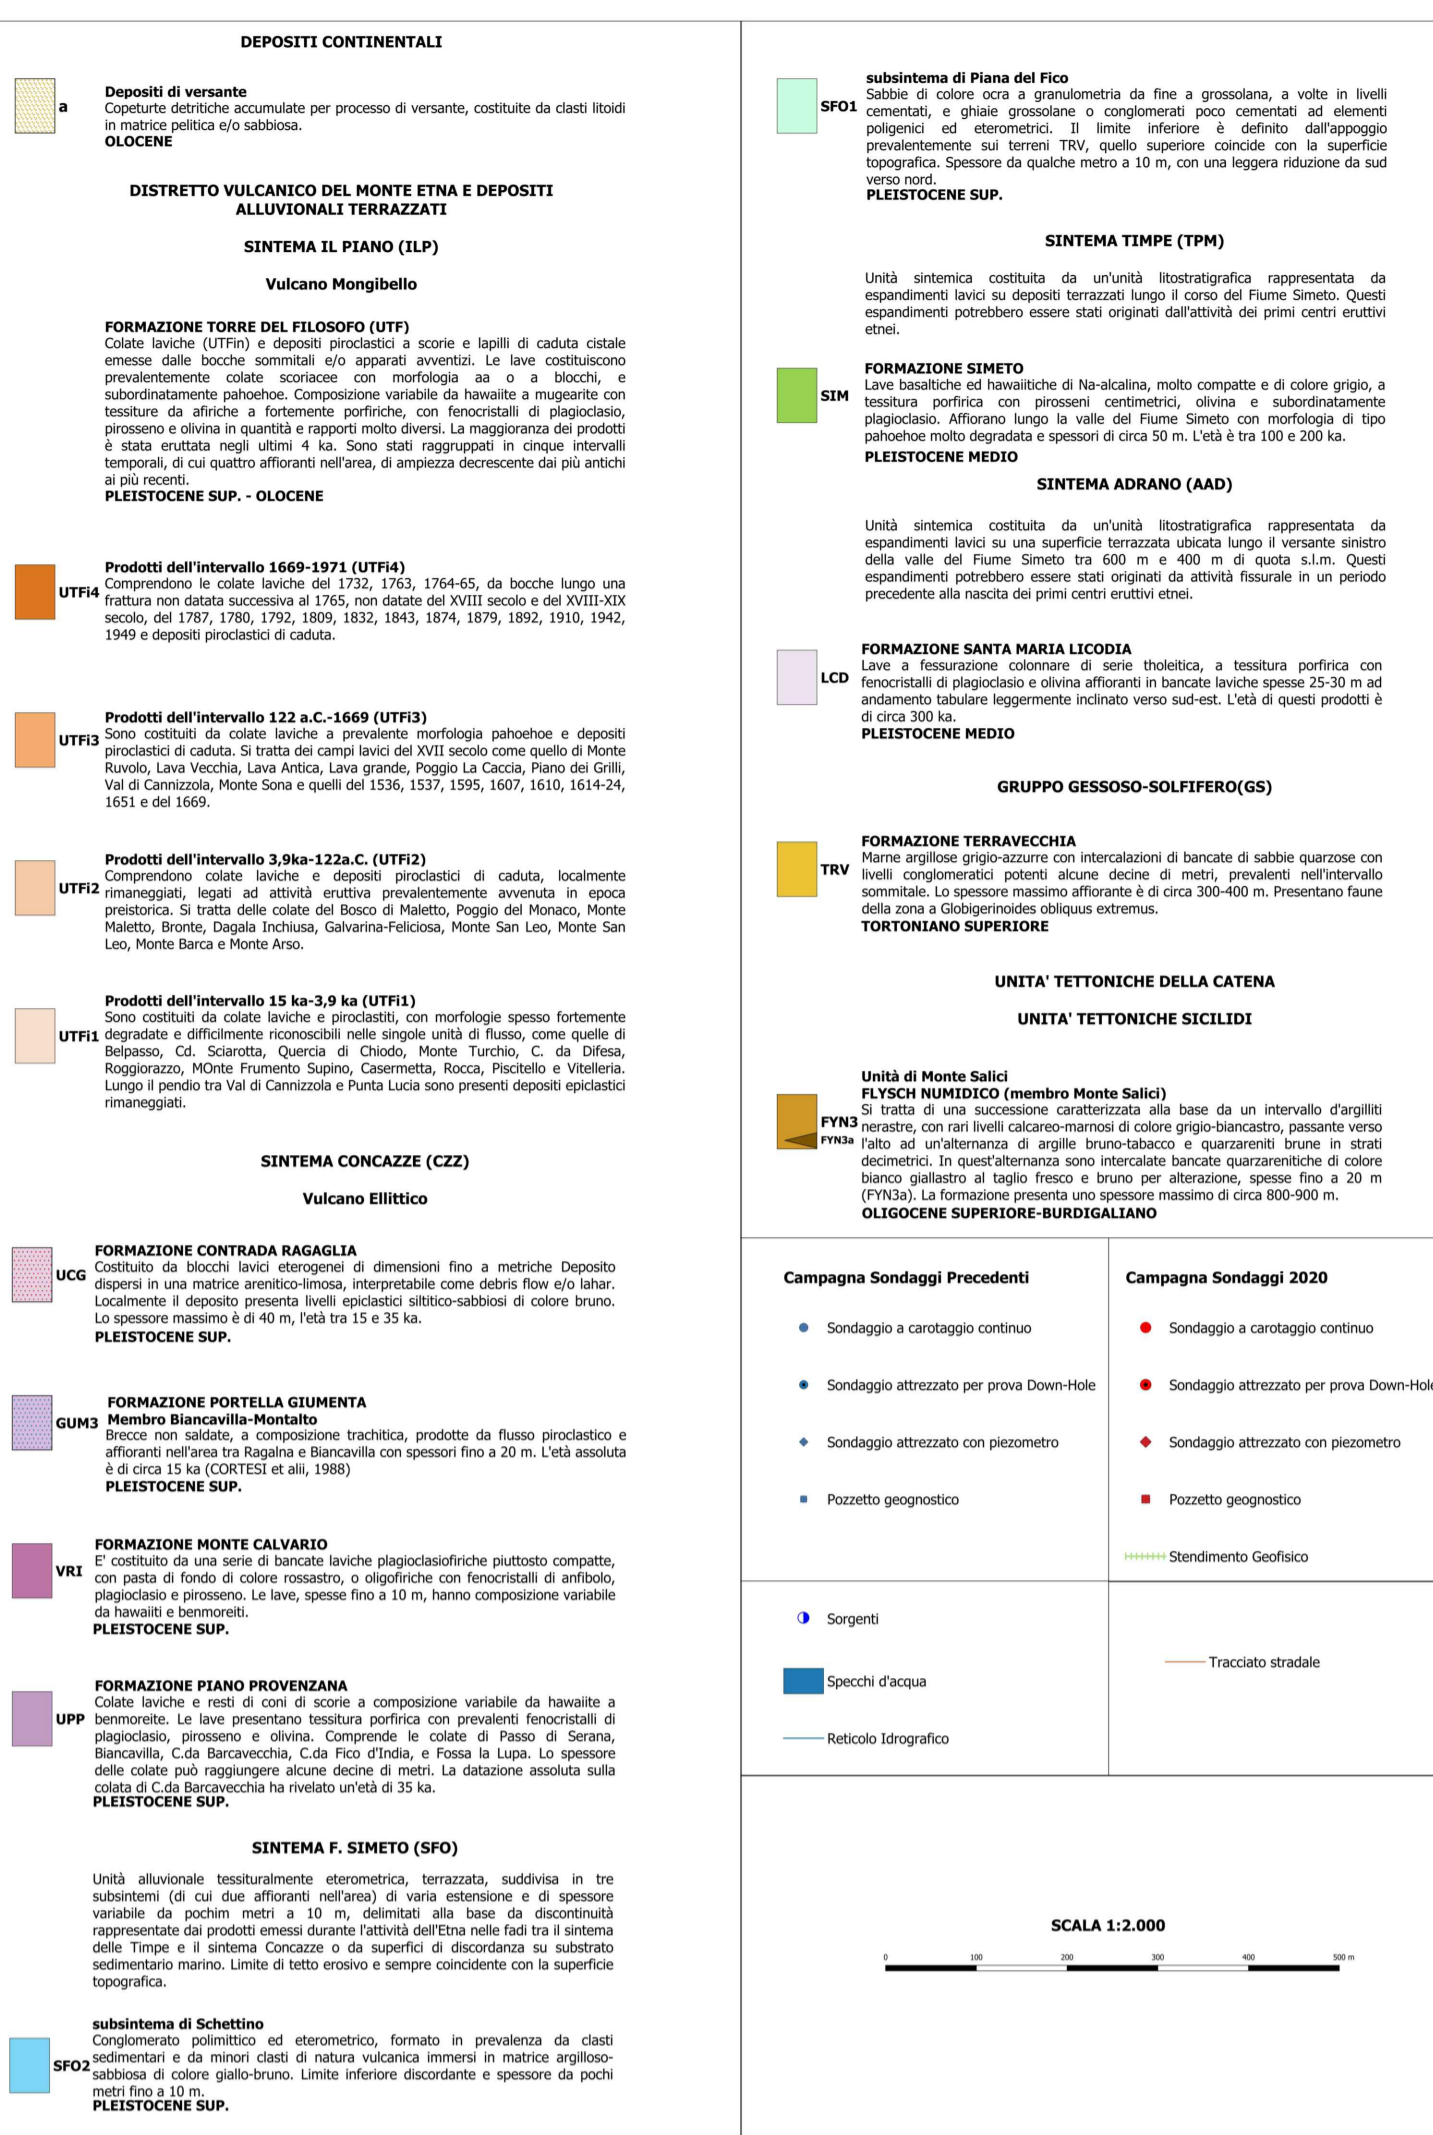 DEPOSITI CONTINENTALI
a
Depositi di versante
Copeturte detritiche accumulate per processo di versante, costituite da clasti litoidi
in matrice pelitica e/o sabbiosa.
OLOCENE
DISTRETTO VULCANICO DEL MONTE ETNA E DEPOSITI
ALLUVIONALI TERRAZZATI
SINTEMA IL PIANO (ILP)
Vulcano Mongibello
FORMAZIONE TORRE DEL FILOSOFO (UTF)
Colate laviche (UTFin) e depositi piroclastici a scorie e lapilli di caduta cistale
emesse dalle bocche sommitali e/o apparati avventizi. Le lave costituiscono
prevalentemente colate scoriacee con morfologia aa o a blocchi, e
subordinatamente pahoehoe. Composizione variabile da hawaiite a mugearite con
tessiture da afiriche a fortemente porfiriche, con fenocristalli di plagioclasio,
pirosseno e olivina in quantità e rapporti molto diversi. La maggioranza dei prodotti
è stata eruttata negli ultimi 4 ka. Sono stati raggruppati in cinque intervalli
temporali, di cui quattro affioranti nell'area, di ampiezza decrescente dai più antichi
ai più recenti.
PLEISTOCENE SUP. - OLOCENE
UTFi4
Prodotti dell'intervallo 1669-1971 (UTFi4)
Comprendono le colate laviche del 1732, 1763, 1764-65, da bocche lungo una
frattura non datata successiva al 1765, non datate del XVIII secolo e del XVIII-XIX
secolo, del 1787, 1780, 1792, 1809, 1832, 1843, 1874, 1879, 1892, 1910, 1942,
1949 e depositi piroclastici di caduta.
UTFi3
Prodotti dell'intervallo 122 a.C.-1669 (UTFi3)
Sono costituiti da colate laviche a prevalente morfologia pahoehoe e depositi
piroclastici di caduta. Si tratta dei campi lavici del XVII secolo come quello di Monte
Ruvolo, Lava Vecchia, Lava Antica, Lava grande, Poggio La Caccia, Piano dei Grilli,
Val di Cannizzola, Monte Sona e quelli del 1536, 1537, 1595, 1607, 1610, 1614-24,
1651 e del 1669.
UTFi2
Prodotti dell'intervallo 3,9ka-122a.C. (UTFi2)
Comprendono colate laviche e depositi piroclastici di caduta, localmente
rimaneggiati, legati ad attività eruttiva prevalentemente avvenuta in epoca
preistorica. Si tratta delle colate del Bosco di Maletto, Poggio del Monaco, Monte
Maletto, Bronte, Dagala Inchiusa, Galvarina-Feliciosa, Monte San Leo, Monte San
Leo, Monte Barca e Monte Arso.
UTFi1
Prodotti dell'intervallo 15 ka-3,9 ka (UTFi1)
Sono costituiti da colate laviche e piroclastiti, con morfologie spesso fortemente
degradate e difficilmente riconoscibili nelle singole unità di flusso, come quelle di
Belpasso, Cd. Sciarotta, Quercia di Chiodo, Monte Turchio, C. da Difesa,
Roggiorazzo, MOnte Frumento Supino, Casermetta, Rocca, Piscitello e Vitelleria.
Lungo il pendio tra Val di Cannizzola e Punta Lucia sono presenti depositi epiclastici
rimaneggiati.
SINTEMA CONCAZZE (CZZ)
Vulcano Ellittico
UCG
FORMAZIONE CONTRADA RAGAGLIA
Costituito da blocchi lavici eterogenei di dimensioni fino a metriche Deposito
dispersi in una matrice arenitico-limosa, interpretabile come debris flow e/o lahar.
Localmente il deposito presenta livelli epiclastici siltitico-sabbiosi di colore bruno.
Lo spessore massimo è di 40 m, l'età tra 15 e 35 ka.
PLEISTOCENE SUP.
GUM3
FORMAZIONE PORTELLA GIUMENTA
Membro Biancavilla-Montalto
Brecce non saldate, a composizione trachitica, prodotte da flusso piroclastico e
affioranti nell'area tra Ragalna e Biancavilla con spessori fino a 20 m. L'età assoluta
è di circa 15 ka (CORTESI et alii, 1988)
PLEISTOCENE SUP.
VRI
FORMAZIONE MONTE CALVARIO
E' costituito da una serie di bancate laviche plagioclasiofiriche piuttosto compatte,
con pasta di fondo di colore rossastro, o oligofiriche con fenocristalli di anfibolo,
plagioclasio e pirosseno. Le lave, spesse fino a 10 m, hanno composizione variabile
da hawaiiti e benmoreiti.
PLEISTOCENE SUP.
UPP
FORMAZIONE PIANO PROVENZANA
Colate laviche e resti di coni di scorie a composizione variabile da hawaiite a
benmoreite. Le lave presentano tessitura porfirica con prevalenti fenocristalli di
plagioclasio, pirosseno e olivina. Comprende le colate di Passo di Serana,
Biancavilla, C.da Barcavecchia, C.da Fico d'India, e Fossa la Lupa. Lo spessore
delle colate può raggiungere alcune decine di metri. La datazione assoluta sulla
colata di C.da Barcavecchia ha rivelato un'età di 35 ka.
PLEISTOCENE SUP.
SINTEMA F. SIMETO (SFO)
Unità alluvionale tessituralmente eterometrica, terrazzata, suddivisa in tre
subsintemi (di cui due affioranti nell'area) di varia estensione e di spessore
variabile da pochim metri a 10 m, delimitati alla base da discontinuità
rappresentate dai prodotti emessi durante l'attività dell'Etna nelle fadi tra il sintema
delle Timpe e il sintema Concazze o da superfici di discordanza su substrato
sedimentario marino. Limite di tetto erosivo e sempre coincidente con la superficie
topografica.
SFO2
subsintema di Schettino
Conglomerato polimittico ed eterometrico, formato in prevalenza da clasti
sedimentari e da minori clasti di natura vulcanica immersi in matrice argilloso-
sabbiosa di colore giallo-bruno. Limite inferiore discordante e spessore da pochi
metri fino a 10 m.
PLEISTOCENE SUP.
SFO1
subsintema di Piana del Fico
Sabbie di colore ocra a granulometria da fine a grossolana, a volte in livelli
cementati, e ghiaie grossolane o conglomerati poco cementati ad elementi
poligenici ed eterometrici. Il limite inferiore è definito dall'appoggio
prevalentemente sui terreni TRV, quello superiore coincide con la superficie
topografica. Spessore da qualche metro a 10 m, con una leggera riduzione da sud
verso nord.
PLEISTOCENE SUP.
SINTEMA TIMPE (TPM)
Unità sintemica costituita da un'unità litostratigrafica rappresentata da
espandimenti lavici su depositi terrazzati lungo il corso del Fiume Simeto. Questi
espandimenti potrebbero essere stati originati dall'attività dei primi centri eruttivi
etnei.
SIM
FORMAZIONE SIMETO
Lave basaltiche ed hawaiitiche di Na-alcalina, molto compatte e di colore grigio, a
tessitura porfirica con pirosseni centimetrici, olivina e subordinatamente
plagioclasio. Affiorano lungo la valle del Fiume Simeto con morfologia di tipo
pahoehoe molto degradata e spessori di circa 50 m. L'età è tra 100 e 200 ka.
PLEISTOCENE MEDIO
SINTEMA ADRANO (AAD)
Unità sintemica costituita da un'unità litostratigrafica rappresentata da
espandimenti lavici su una superficie terrazzata ubicata lungo il versante sinistro
della valle del Fiume Simeto tra 600 m e 400 m di quota s.l.m. Questi
espandimenti potrebbero essere stati originati da attività fissurale in un periodo
precedente alla nascita dei primi centri eruttivi etnei.
LCD
FORMAZIONE SANTA MARIA LICODIA
Lave a fessurazione colonnare di serie tholeitica, a tessitura porfirica con
fenocristalli di plagioclasio e olivina affioranti in bancate laviche spesse 25-30 m ad
andamento tabulare leggermente inclinato verso sud-est. L'età di questi prodotti è
di circa 300 ka.
PLEISTOCENE MEDIO
GRUPPO GESSOSO-SOLFIFERO(GS)
TRV
FORMAZIONE TERRAVECCHIA
Marne argillose grigio-azzurre con intercalazioni di bancate di sabbie quarzose con
livelli conglomeratici potenti alcune decine di metri, prevalenti nell'intervallo
sommitale. Lo spessore massimo affiorante è di circa 300-400 m. Presentano faune
della zona a Globigerinoides obliquus extremus.
TORTONIANO SUPERIORE
UNITA' TETTONICHE DELLA CATENA
UNITA' TETTONICHE SICILIDI
FYN3
FYN3a
Unità di Monte Salici
FLYSCH NUMIDICO (membro Monte Salici)
Si tratta di una successione caratterizzata alla base da un intervallo d'argilliti
nerastre, con rari livelli calcareo-marnosi di colore grigio-biancastro, passante verso
l'alto ad un'alternanza di argille bruno-tabacco e quarzareniti brune in strati
decimetrici. In quest'alternanza sono intercalate bancate quarzarenitiche di colore
bianco giallastro al taglio fresco e bruno per alterazione, spesse fino a 20 m
(FYN3a). La formazione presenta uno spessore massimo di circa 800-900 m.
OLIGOCENE SUPERIORE-BURDIGALIANO
Campagna Sondaggi Precedenti
Sondaggio a carotaggio continuo
Sondaggio attrezzato per prova Down-Hole
Sondaggio attrezzato con piezometro
Pozzetto geognostico
Campagna Sondaggi 2020
Sondaggio a carotaggio continuo
Sondaggio attrezzato per prova Down-Hole
Sondaggio attrezzato con piezometro
Pozzetto geognostico
Stendimento Geofisico
Sorgenti
Specchi d'acqua
Reticolo Idrografico
Tracciato stradale
SCALA 1:2.000
0 100 200 300 400 500 m